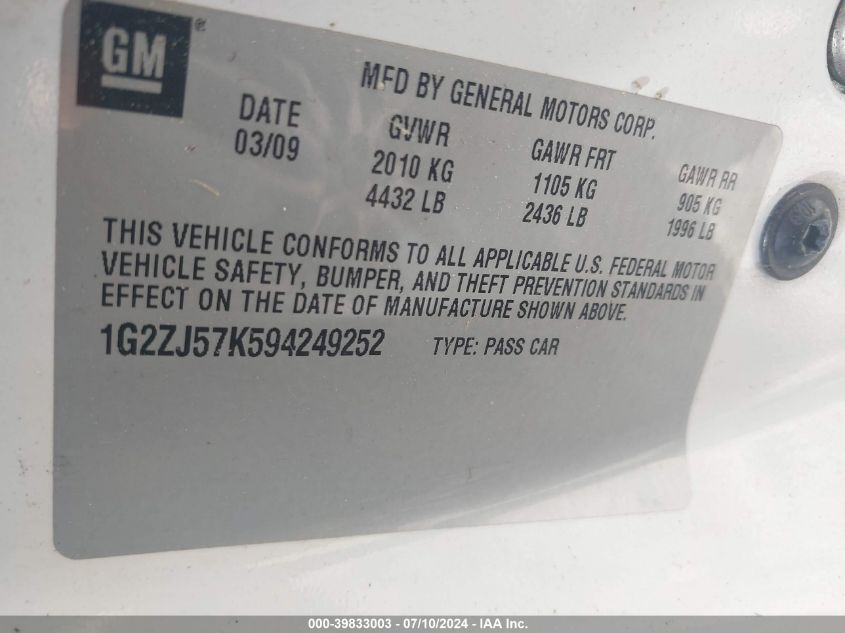 GM ®
MFD BY GENERAL MOTORS CORP.
DATE GVWR GAWR FRT GAWR RR
03/09 2010 KG 1105 KG 905 KG
4432 LB 2436 LB 1996 LB
THIS VEHICLE CONFORMS TO ALL APPLICABLE U.S. FEDERAL MOTOR
VEHICLE SAFETY, BUMPER, AND THEFT PREVENTION STANDARDS IN
EFFECT ON THE DATE OF MANUFACTURE SHOWN ABOVE.
1G2ZJ57K594249252 TYPE: PASS CAR
000-39833003 - 07/10/2024 - IAA Inc.